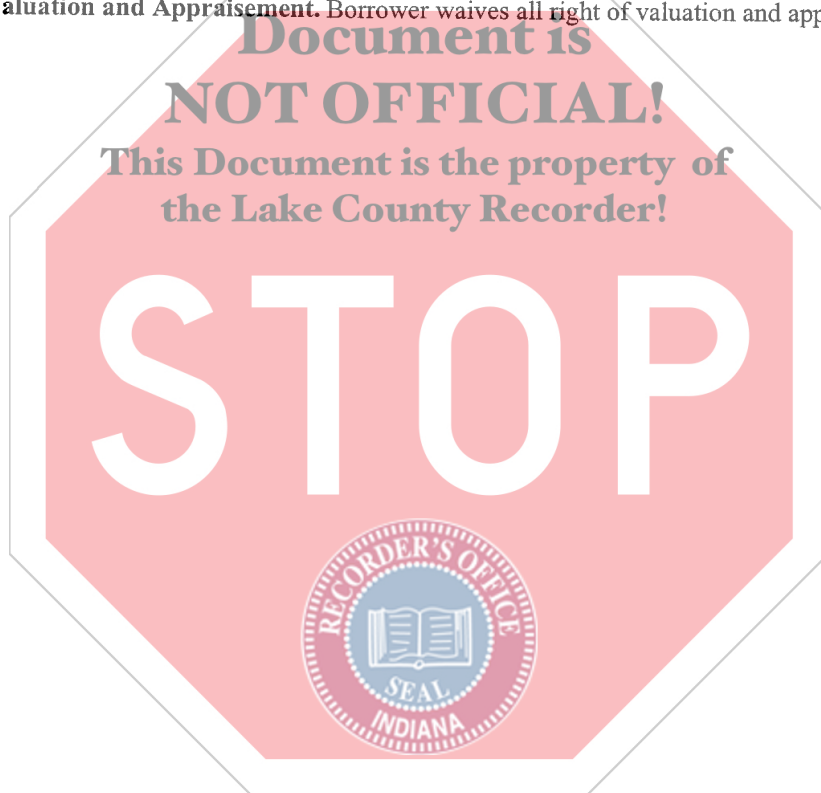 aluation and Appraisement. Borrower waives all right of valuation and app
Document is
NOT OFFICIAL!
This Document is the property of
the Lake County Recorder!
STOP
RECORDER'S OFFICE
SEAL
INDIANA